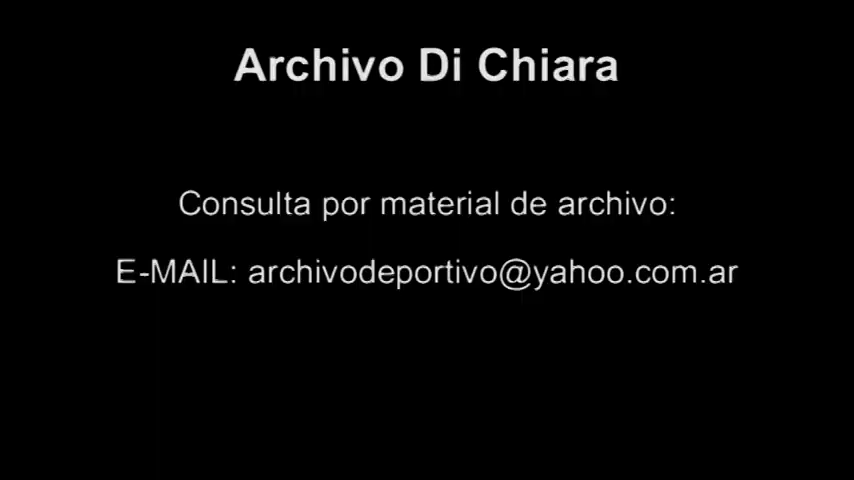 Archivo Di Chiara
Consulta por material de archivo:
E-MAIL: archivodeportivo@yahoo.com.ar